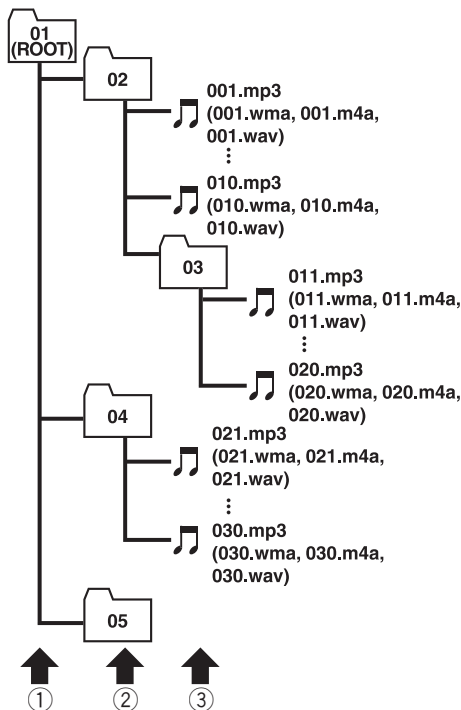 01
(ROOT)
02
001.mp3
(001.wma, 001.m4a,
001.wav)
010.mp3
(010.wma, 010.m4a,
010.wav)
03
011.mp3
(011.wma, 011.m4a,
011.wav)
020.mp3
(020.wma, 020.m4a,
020.wav)
04
021.mp3
(021.wma, 021.m4a,
021.wav)
030.mp3
(030.wma, 030.m4a,
030.wav)
05
① ② ③